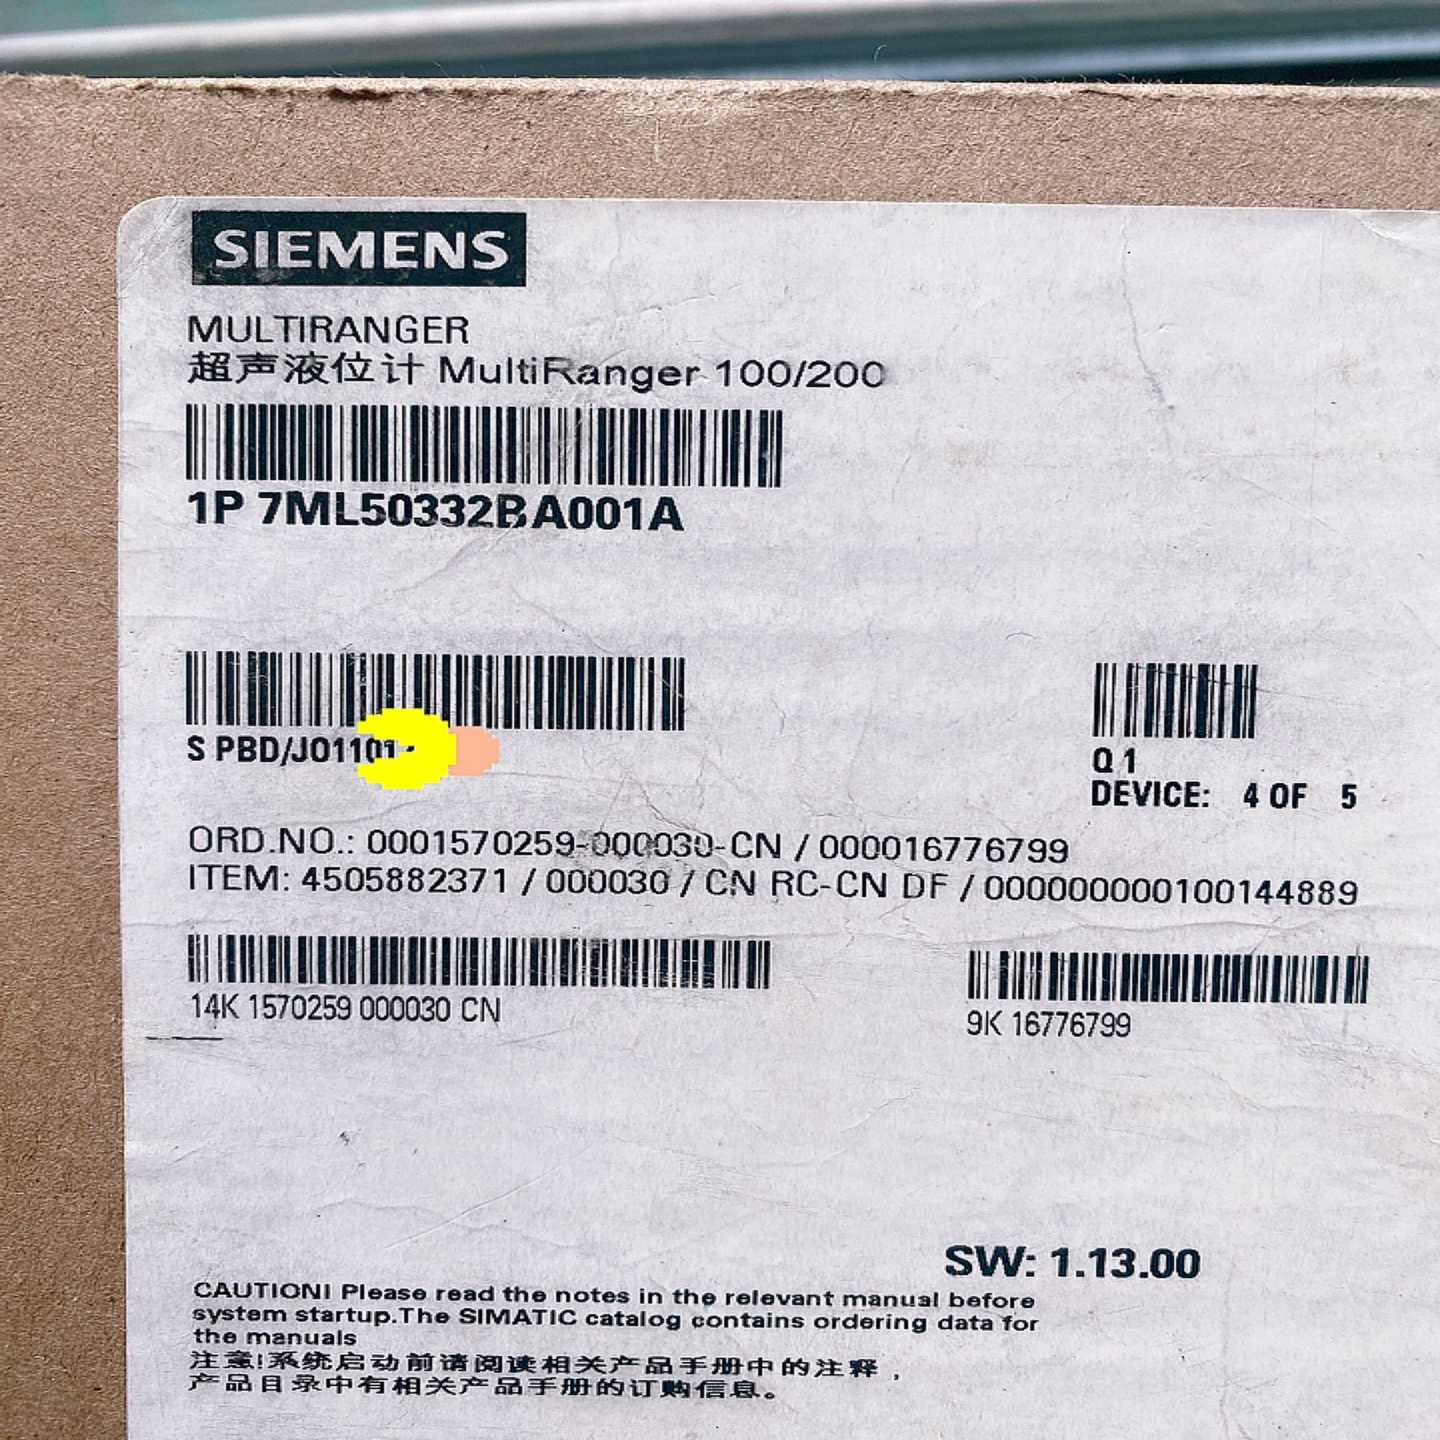 SIEMENS
MULTIRANGER
超声液位计 MultiRanger 100/200
1P 7ML50332BA001A
S PBD/J01101
Q 1
DEVICE: 4 OF 5
ORD.NO.: 0001570259-000030-CN / 000016776799
ITEM: 4505882371 / 000030 / CN RC-CN DF / 000000000100144889
14K 1570259 000030 CN
9K 16776799
SW: 1.13.00
CAUTION! Please read the notes in the relevant manual before
system startup.The SIMATIC catalog contains ordering data for
the manuals
注意!系统启动前请阅读相关产品手册中的注释，
产品目录中有相关产品手册的订购信息。